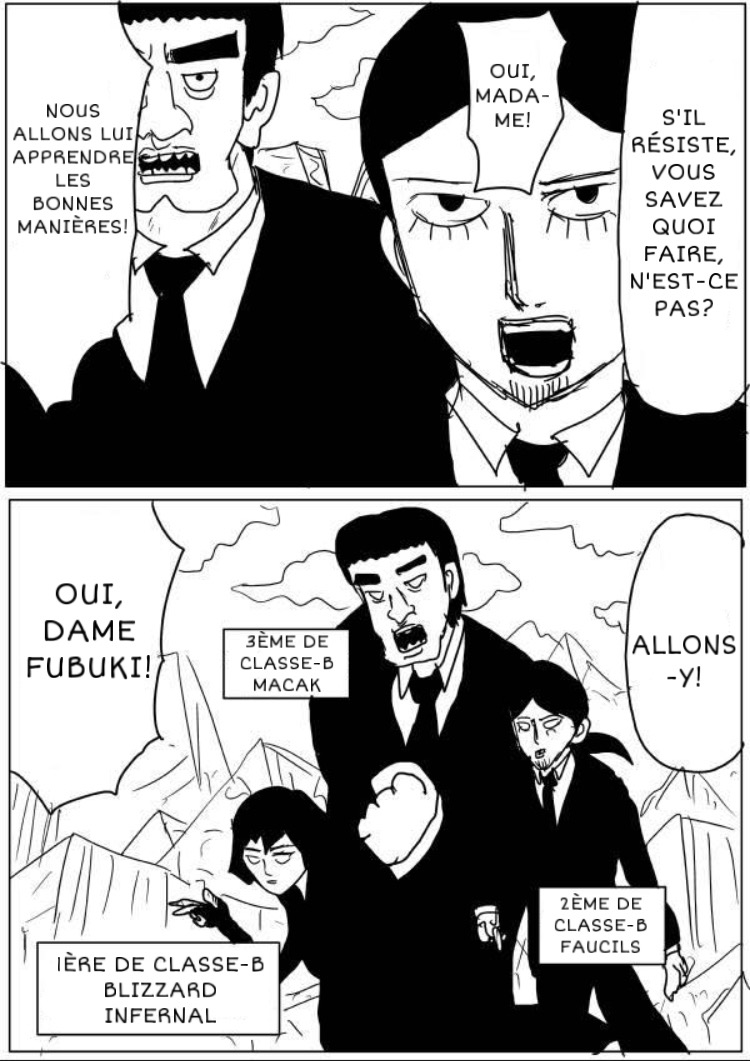 S'IL
RÉSISTE,
VOUS
SAVEZ
QUOI
FAIRE,
N'EST-CE
PAS?
OUI,
MADA-
ME!
NOUS
ALLONS LUI
APPRENDRE
LES
BONNES
MANIÈRES!
ALLONS
-Y!
OUI,
DAME
FUBUKI!
3ÈME DE
CLASSE-B
MACAK
2ÈME DE
CLASSE-B
FAUCILS
1ÈRE DE CLASSE-B
BLIZZARD
INFERNAL